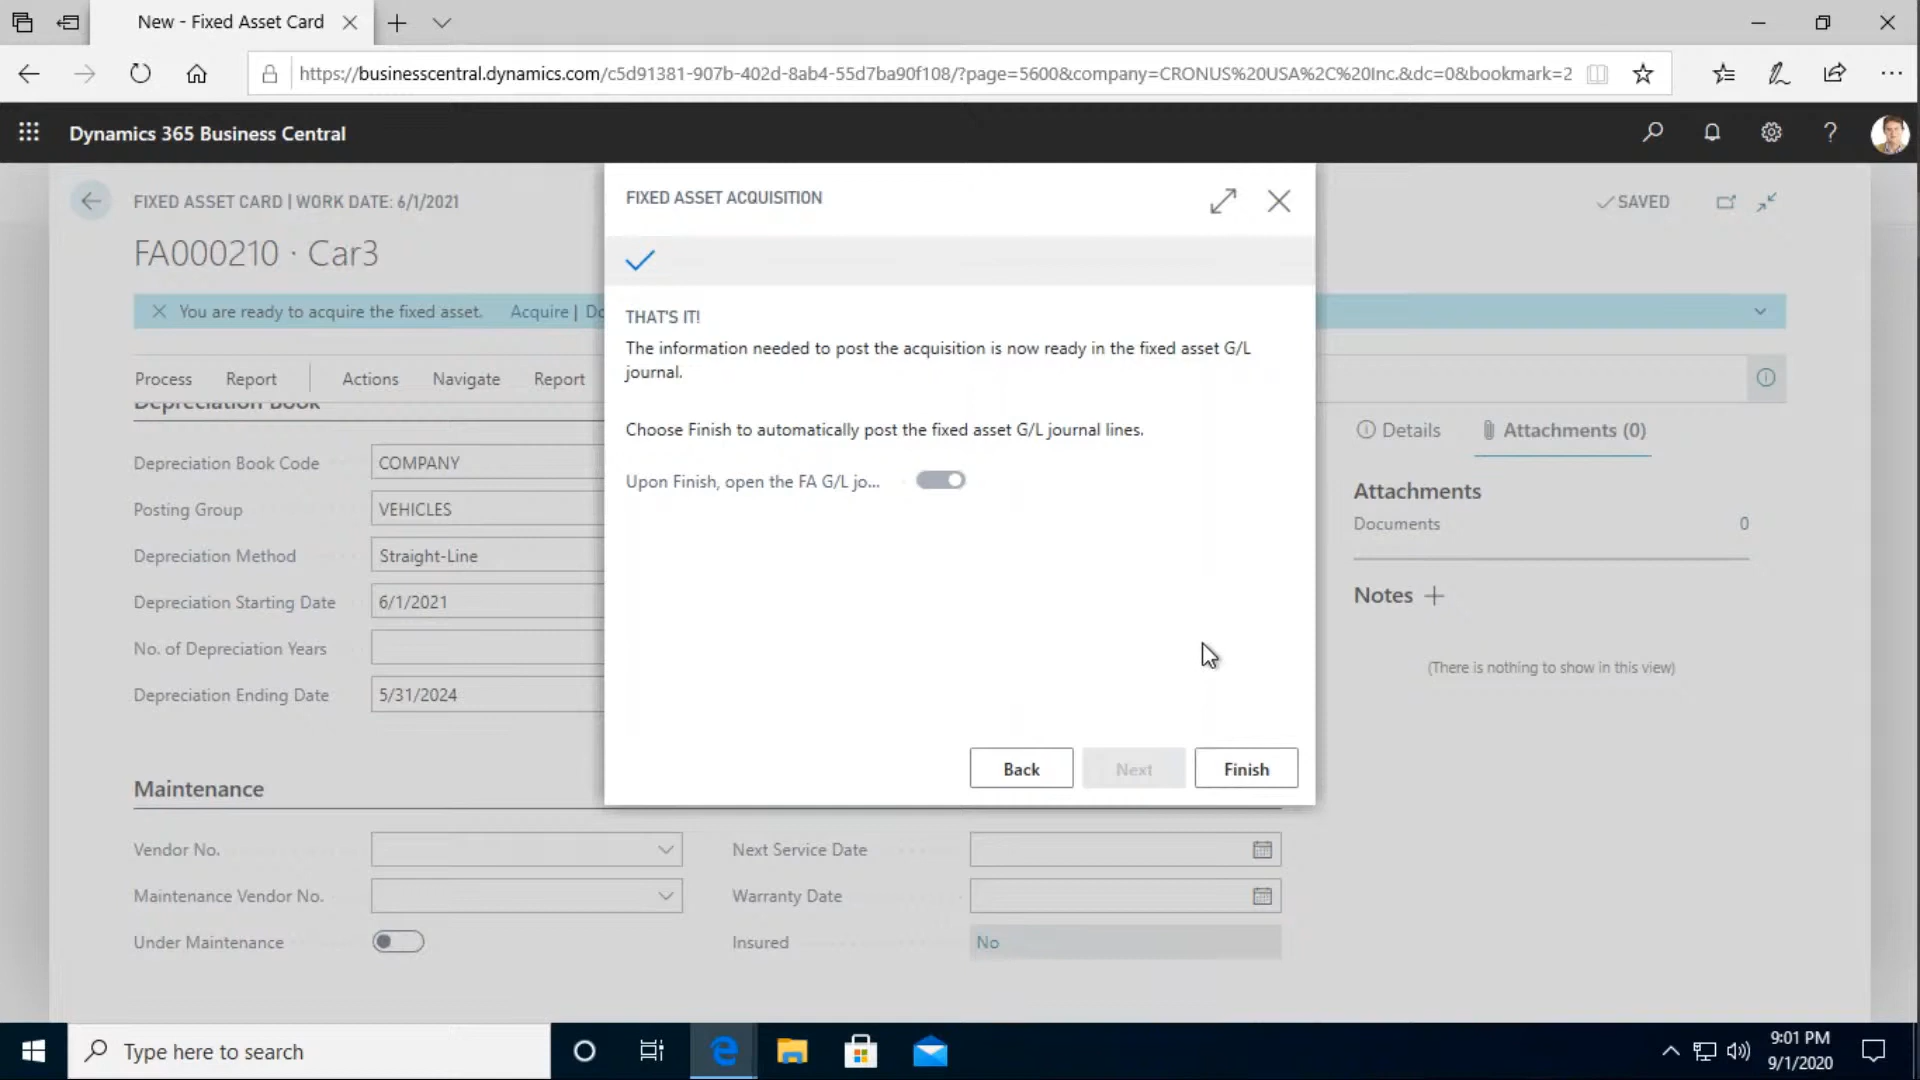 New - Fixed Asset Card
https://businesscentral.dynamics.com/c5d91381-907b-402d-8ab4-55d7ba90f108/?page=5600&company=CRONUS%20USA%2C%20Inc.&dc=0&bookmark=2
Dynamics 365 Business Central
FIXED ASSET CARD | WORK DATE: 6/1/2021
SAVED
FA000210 · Car3
You are ready to acquire the fixed asset. Acquire |
Process Report Actions Navigate Report
Depreciation Book
Depreciation Book Code COMPANY
Posting Group VEHICLES
Depreciation Method Straight-Line
Depreciation Starting Date 6/1/2021
No. of Depreciation Years
Depreciation Ending Date 5/31/2024
FIXED ASSET ACQUISITION
THAT'S IT!
The information needed to post the acquisition is now ready in the fixed asset G/L
journal.
Choose Finish to automatically post the fixed asset G/L journal lines.
Upon Finish, open the FA G/L jo...
Back Next Finish
Details Attachments (0)
Attachments
Documents 0
Notes
(There is nothing to show in this view)
Maintenance
Vendor No. Next Service Date
Maintenance Vendor No. Warranty Date
Under Maintenance Insured No
Type here to search
9:01 PM
9/1/2020